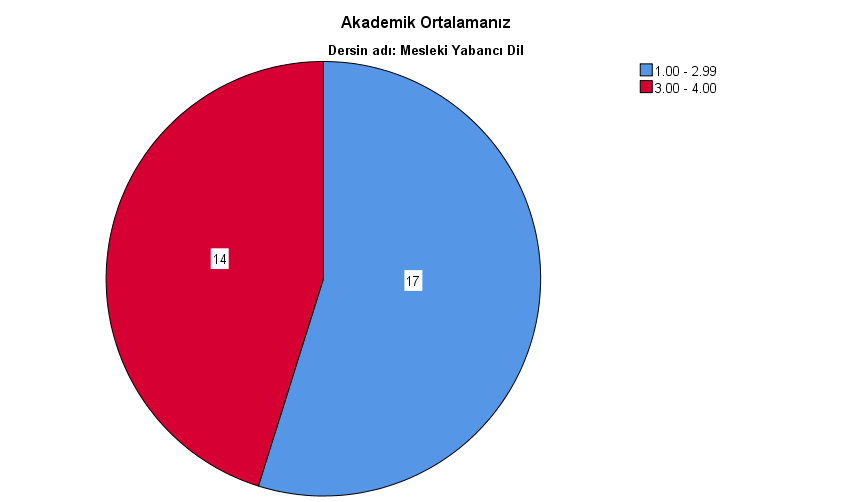 Akademik Ortalamanız
Dersin adı: Mesleki Yabancı Dil
1.00 - 2.99
3.00 - 4.00
14
17